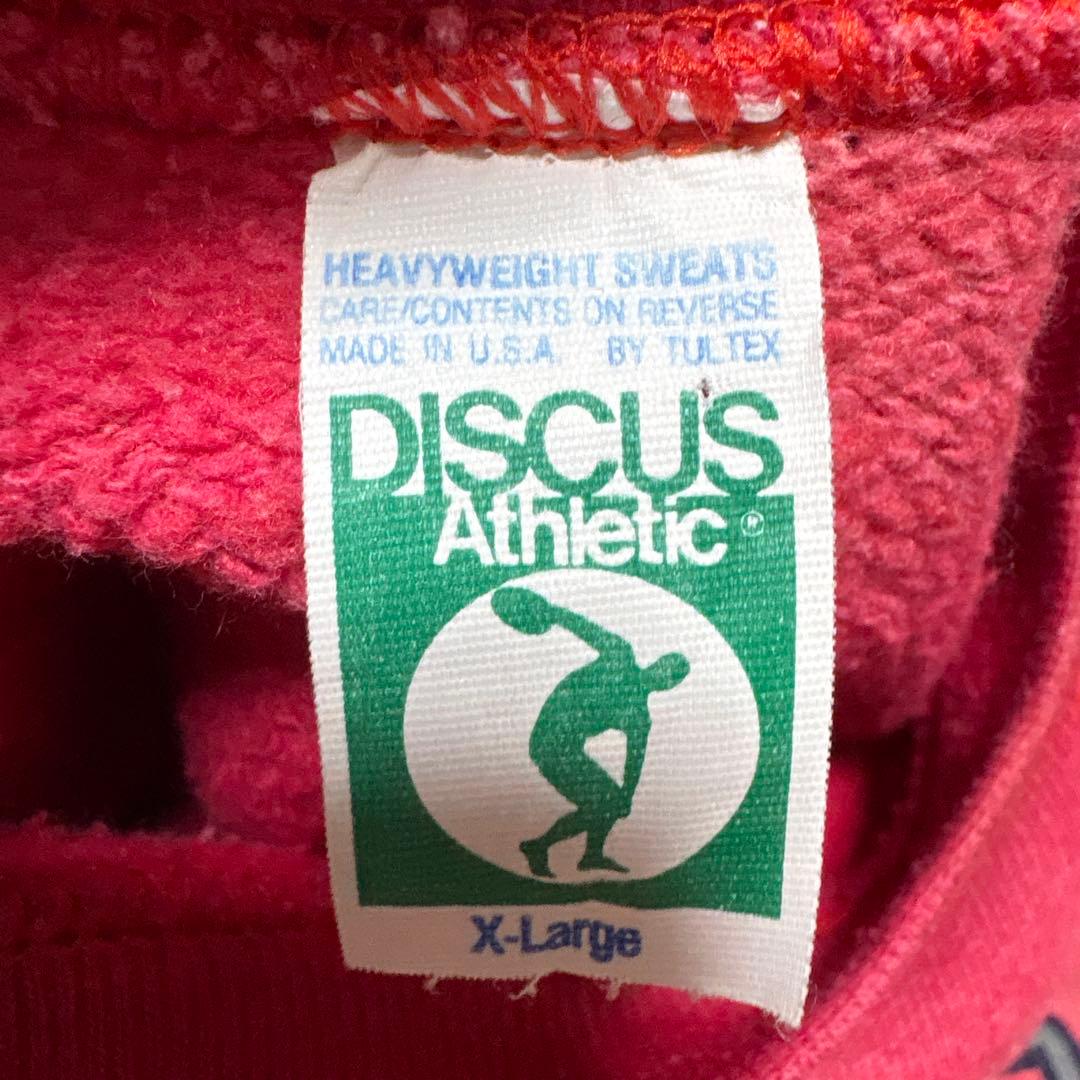 HEAVYWEIGHT SWEATS
CARE/CONTENTS ON REVERSE
MADE IN U.S.A. BY TULTEX
DISCUS
Athletic ®
X-Large